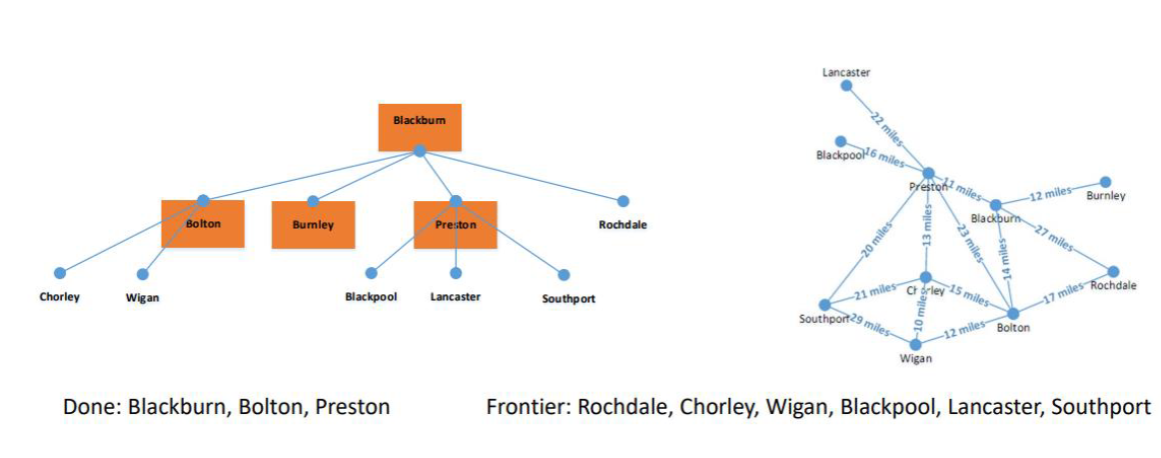 Blackburn
Bolton
Burnley
Preston
Rochdale
Chorley
Wigan
Blackpool
Lancaster
Southport
Lancaster
22 miles
Blackpool
16 miles
Preston
11 miles
12 miles
Burnley
Blackburn
20 miles
13 miles
23 miles
14 miles
27 miles
Chorley
21 miles
15 miles
17 miles
Rochdale
Southport
29 miles
10 miles
12 miles
Bolton
Wigan
Done: Blackburn, Bolton, Preston
Frontier: Rochdale, Chorley, Wigan, Blackpool, Lancaster, Southport